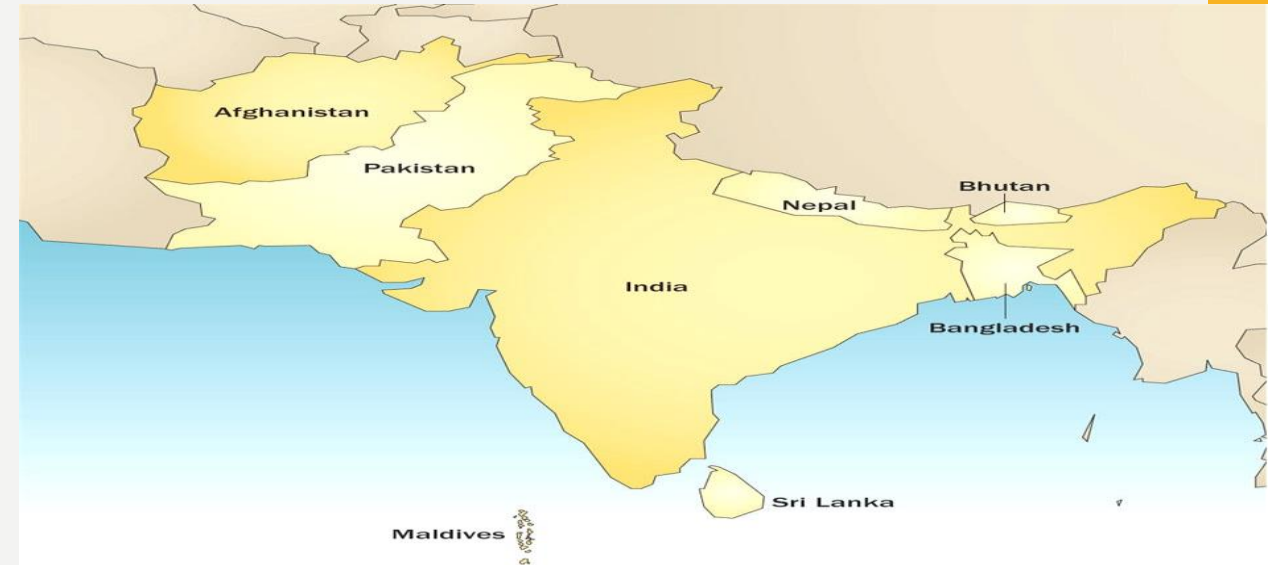 Afghanistan
Pakistan
Bhutan
Nepal
India
Bangladesh
Sri Lanka
Maldives